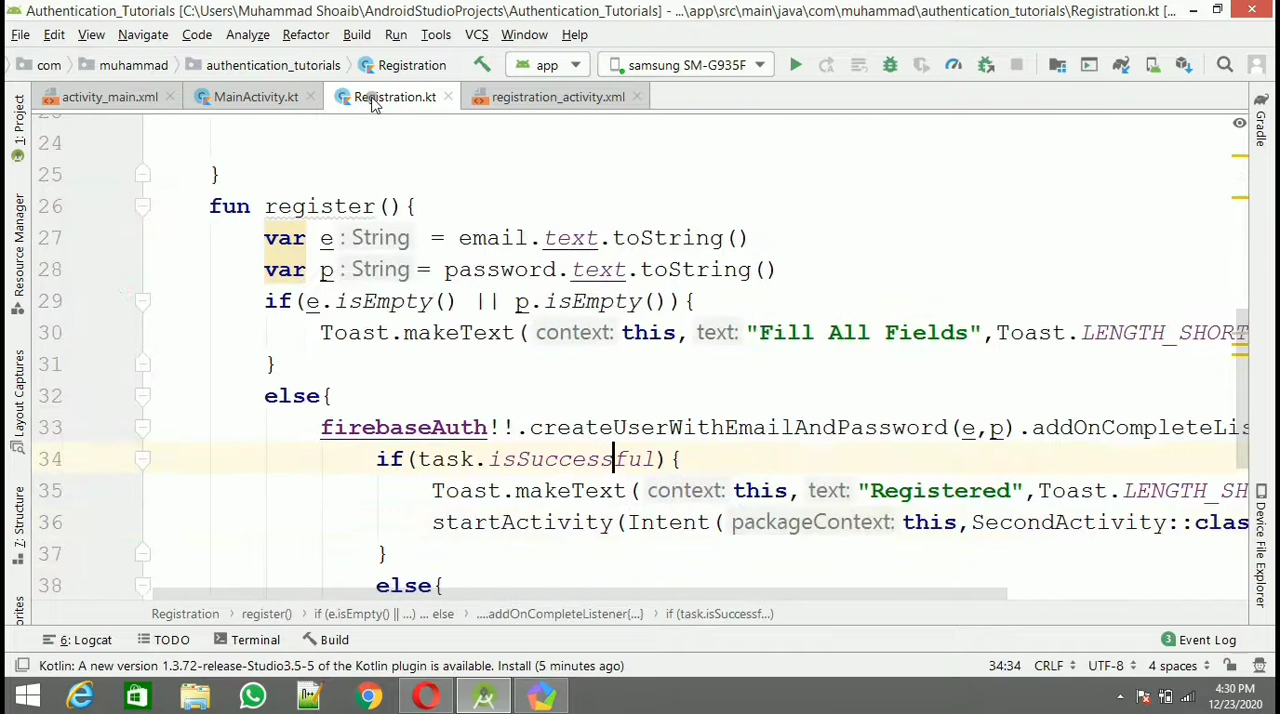 Authentication_Tutorials [C:\Users\Muhammad Shoaib\AndroidStudioProjects\Authentication_Tutorials] - ...\app\src\main\java\com\muhammad\authentication_tutorials\Registration.kt [app]
File Edit View Navigate Code Analyze Refactor Build Run Tools VCS Window Help
com muhammad authentication_tutorials Registration app samsung SM-G935F
activity_main.xml MainActivity.kt Registration.kt registration_activity.xml
1: Project
Resource Manager
Layout Captures
7: Structure
Gradle
Device File Explorer
24
25 }
26 fun register(){
27 var e : String = email.text.toString()
28 var p : String = password.text.toString()
29 if(e.isEmpty() || p.isEmpty()){
30 Toast.makeText( context: this, text: "Fill All Fields",Toast.LENGTH_SHORT
31 }
32 else{
33 firebaseAuth!!.createUserWithEmailAndPassword(e,p).addOnCompleteLis
34 if(task.isSuccessful){
35 Toast.makeText( context: this, text: "Registered",Toast.LENGTH_SH
36 startActivity(Intent( packageContext: this,SecondActivity::clas
37 }
38 else{
Registration register() if (e.isEmpty() || ...) ... else ....addOnCompleteListener{...} if (task.isSuccessf...)
6: Logcat TODO Terminal Build 3 Event Log
Kotlin: A new version 1.3.72-release-Studio3.5-5 of the Kotlin plugin is available. Install (5 minutes ago) 34:34 CRLF UTF-8 4 spaces
4:30 PM
12/23/2020